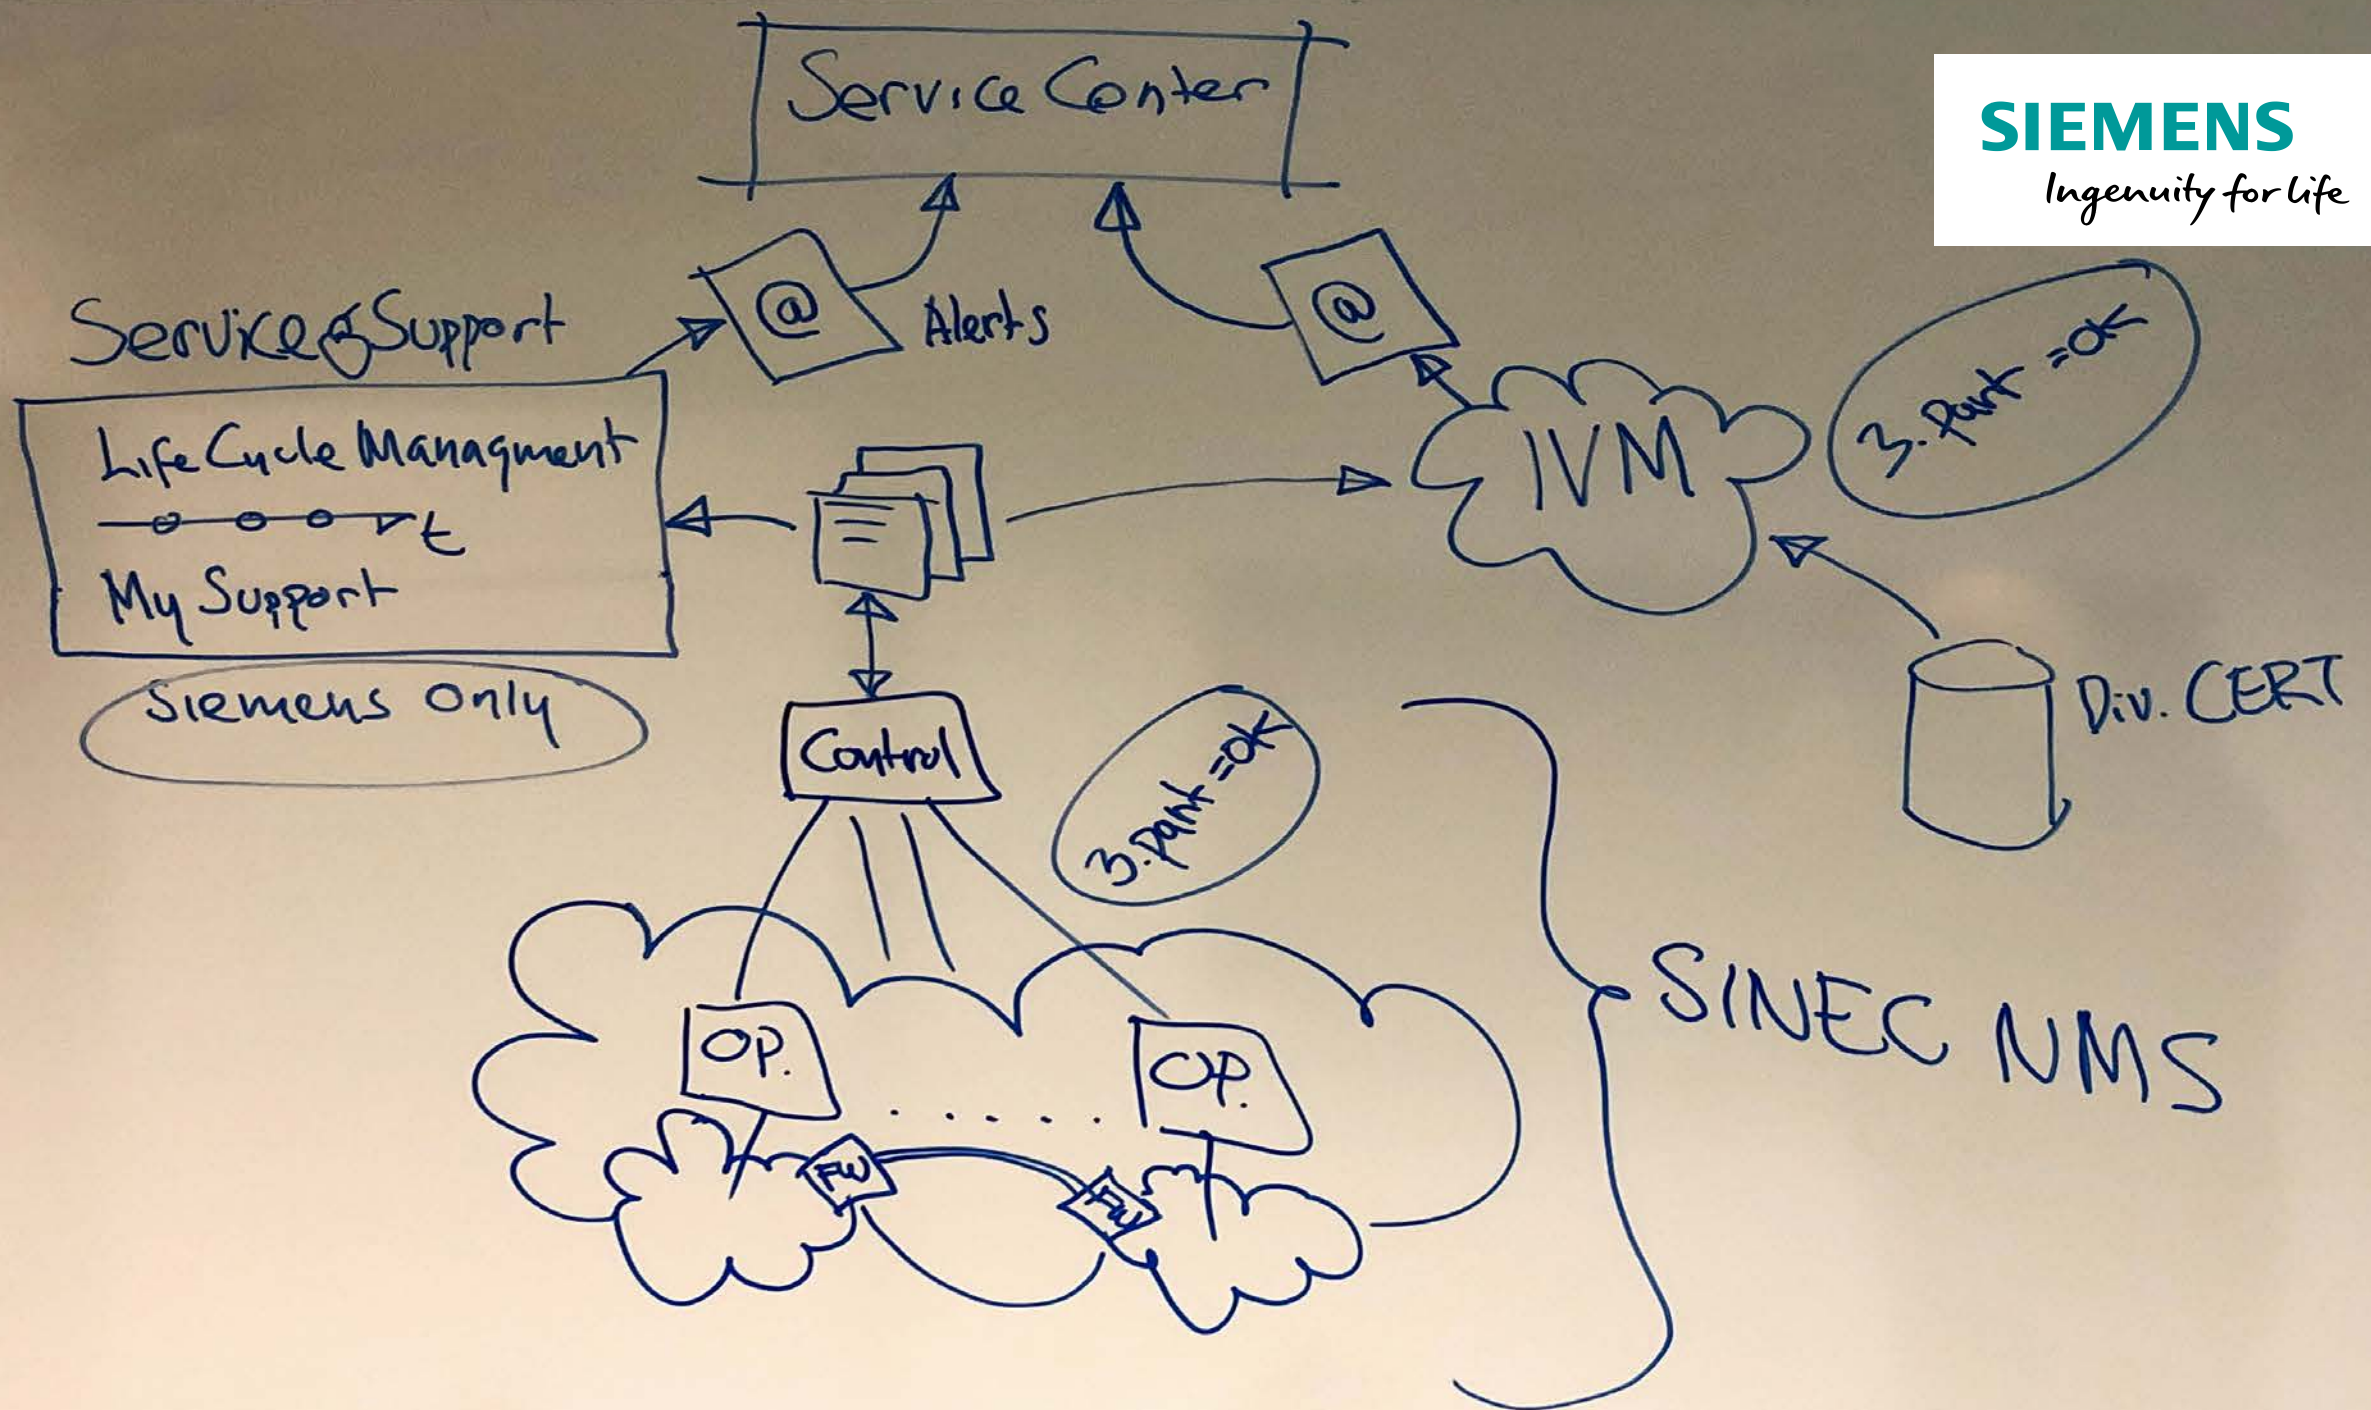 Service Center
SIEMENS
Ingenuity for life
Service & Support
@
Alerts
@
3. part = OK
Life Cycle Managment
t
My Support
IVM
Siemens Only
Control
3. part = OK
Div. CERT
SINEC NMS
OP.
OP.
.....
FW
FW